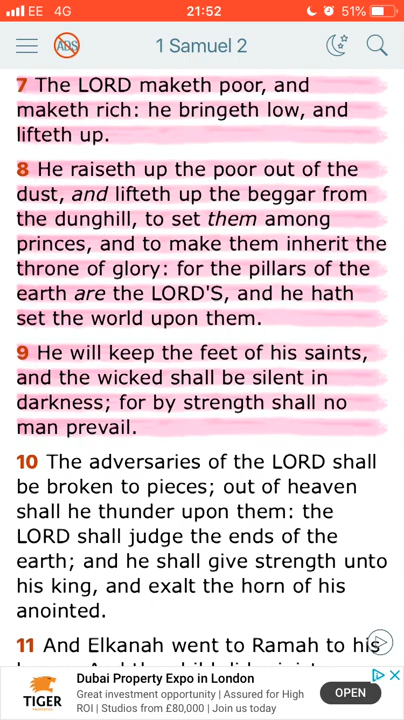 EE 4G 21:52 51%
ADS 1 Samuel 2
7 The LORD maketh poor, and
maketh rich: he bringeth low, and
lifteth up.
8 He raiseth up the poor out of the
dust, and lifteth up the beggar from
the dunghill, to set them among
princes, and to make them inherit the
throne of glory: for the pillars of the
earth are the LORD'S, and he hath
set the world upon them.
9 He will keep the feet of his saints,
and the wicked shall be silent in
darkness; for by strength shall no
man prevail.
10 The adversaries of the LORD shall
be broken to pieces; out of heaven
shall he thunder upon them: the
LORD shall judge the ends of the
earth; and he shall give strength unto
his king, and exalt the horn of his
anointed.
11 And Elkanah went to Ramah to his
Dubai Property Expo in London
Great investment opportunity | Assured for High
ROI | Studios from £80,000 | Join us today
OPEN
TIGER